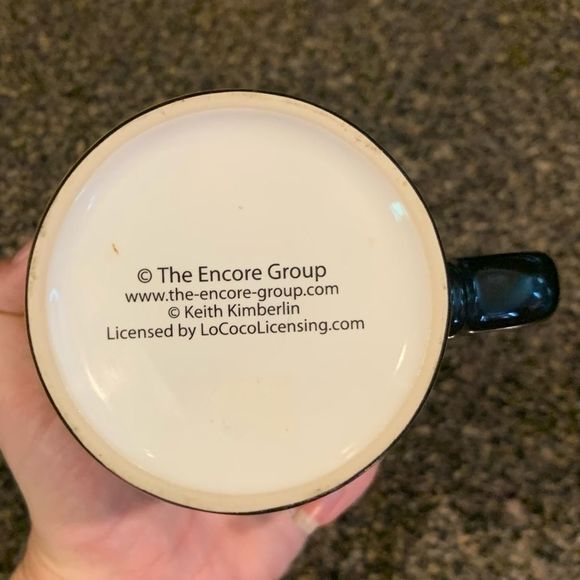 © The Encore Group
www.the-encore-group.com
© Keith Kimberlin
Licensed by LoCocoLicensing.com